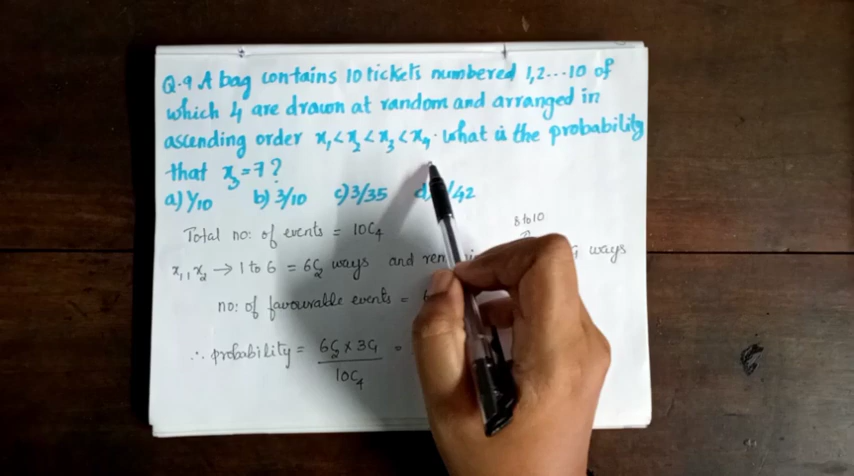 Q.9 A bag contains 10 tickets numbered 1,2...10 of
which 4 are drawn at random and arranged in
ascending order x₁<x₂<x₃<x₄. What is the probability
that x₃=7?
a) 1/10 b) 3/10 c) 3/35 d) /42
Total no: of events = 10C₄
8 to 10
x₁, x₂ → 1 to 6 = 6C₂ ways and ways
no: of favourable events =
∴ probability = 6C₂ × 3C₁ =
10C₄